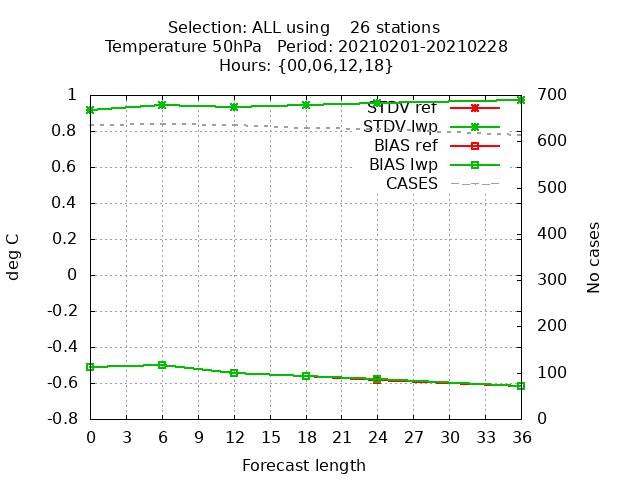 Selection: ALL using    26 stations
Temperature 50hPa   Period: 20210201-20210228
Hours: {00,06,12,18}
1
0.8
0.6
0.4
0.2
0
-0.2
-0.4
-0.6
-0.8
deg C
STDV ref
STDV lwp
BIAS ref
BIAS lwp
CASES
700
600
500
400
300
200
100
0
No cases
0 3 6 9 12 15 18 21 24 27 30 33 36
Forecast length